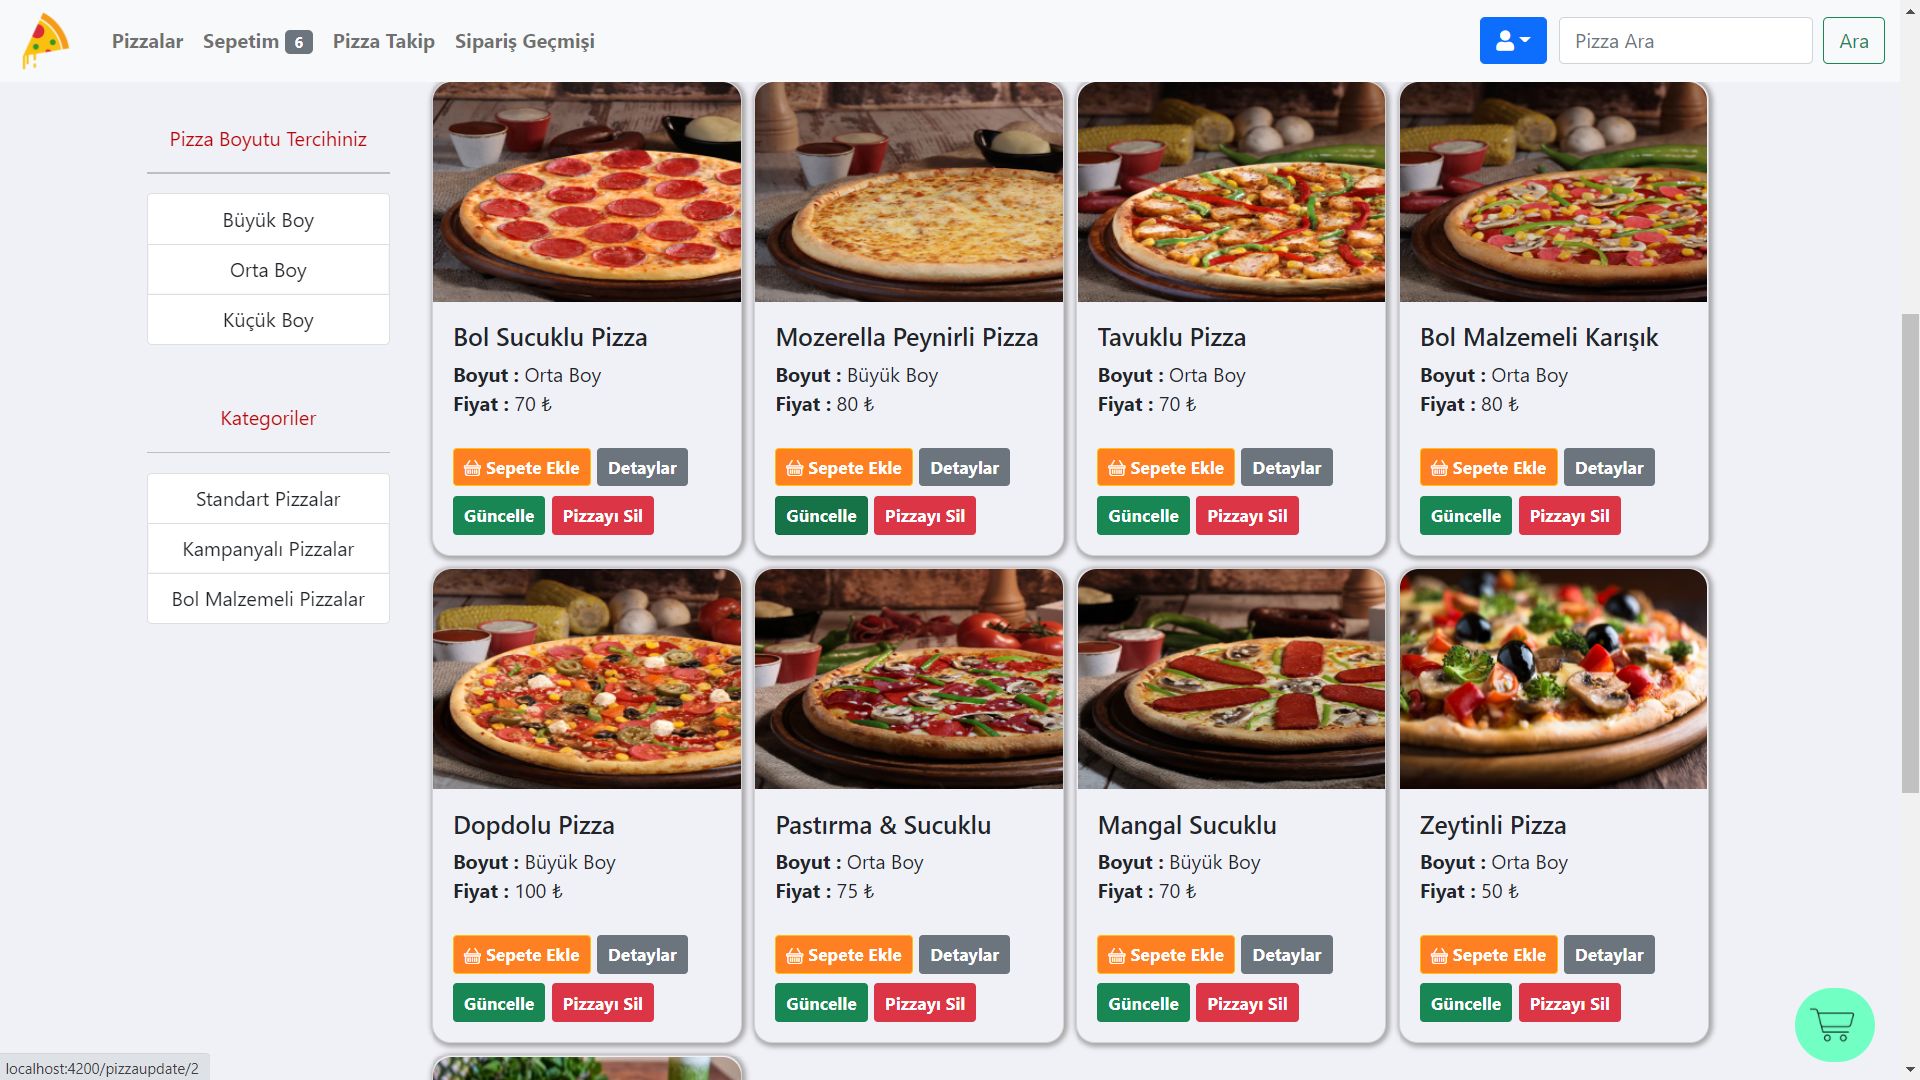 Pizzalar Sepetim 6 Pizza Takip Sipariş Geçmişi Pizza Ara Ara
Pizza Boyutu Tercihiniz
Büyük Boy
Orta Boy
Küçük Boy
Kategoriler
Standart Pizzalar
Kampanyalı Pizzalar
Bol Malzemeli Pizzalar
Bol Sucuklu Pizza
Boyut : Orta Boy
Fiyat : 70 ₺
Sepete Ekle Detaylar
Güncelle Pizzayı Sil
Mozerella Peynirli Pizza
Boyut : Büyük Boy
Fiyat : 80 ₺
Sepete Ekle Detaylar
Güncelle Pizzayı Sil
Tavuklu Pizza
Boyut : Orta Boy
Fiyat : 70 ₺
Sepete Ekle Detaylar
Güncelle Pizzayı Sil
Bol Malzemeli Karışık
Boyut : Orta Boy
Fiyat : 80 ₺
Sepete Ekle Detaylar
Güncelle Pizzayı Sil
Dopdolu Pizza
Boyut : Büyük Boy
Fiyat : 100 ₺
Sepete Ekle Detaylar
Güncelle Pizzayı Sil
Pastırma & Sucuklu
Boyut : Orta Boy
Fiyat : 75 ₺
Sepete Ekle Detaylar
Güncelle Pizzayı Sil
Mangal Sucuklu
Boyut : Büyük Boy
Fiyat : 70 ₺
Sepete Ekle Detaylar
Güncelle Pizzayı Sil
Zeytinli Pizza
Boyut : Orta Boy
Fiyat : 50 ₺
Sepete Ekle Detaylar
Güncelle Pizzayı Sil
localhost:4200/pizzaupdate/2